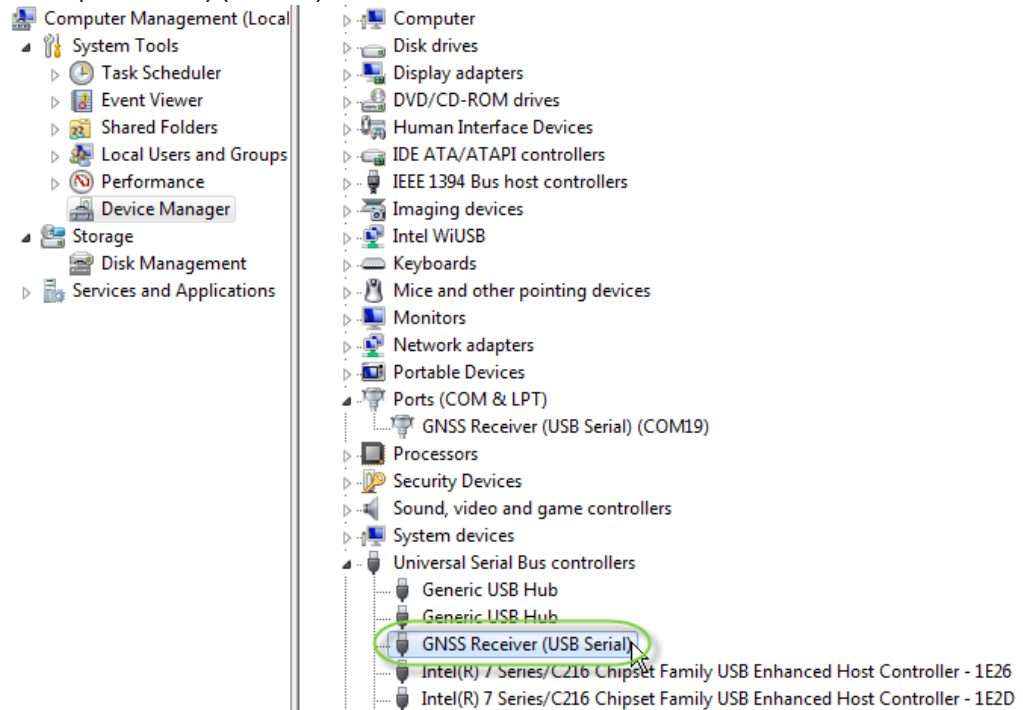 Computer Management (Local
System Tools
Task Scheduler
Event Viewer
Shared Folders
Local Users and Groups
Performance
Device Manager
Storage
Disk Management
Services and Applications
Computer
Disk drives
Display adapters
DVD/CD-ROM drives
Human Interface Devices
IDE ATA/ATAPI controllers
IEEE 1394 Bus host controllers
Imaging devices
Intel WiUSB
Keyboards
Mice and other pointing devices
Monitors
Network adapters
Portable Devices
Ports (COM & LPT)
GNSS Receiver (USB Serial) (COM19)
Processors
Security Devices
Sound, video and game controllers
System devices
Universal Serial Bus controllers
Generic USB Hub
Generic USB Hub
GNSS Receiver (USB Serial)
Intel(R) 7 Series/C216 Chipset Family USB Enhanced Host Controller - 1E26
Intel(R) 7 Series/C216 Chipset Family USB Enhanced Host Controller - 1E2D